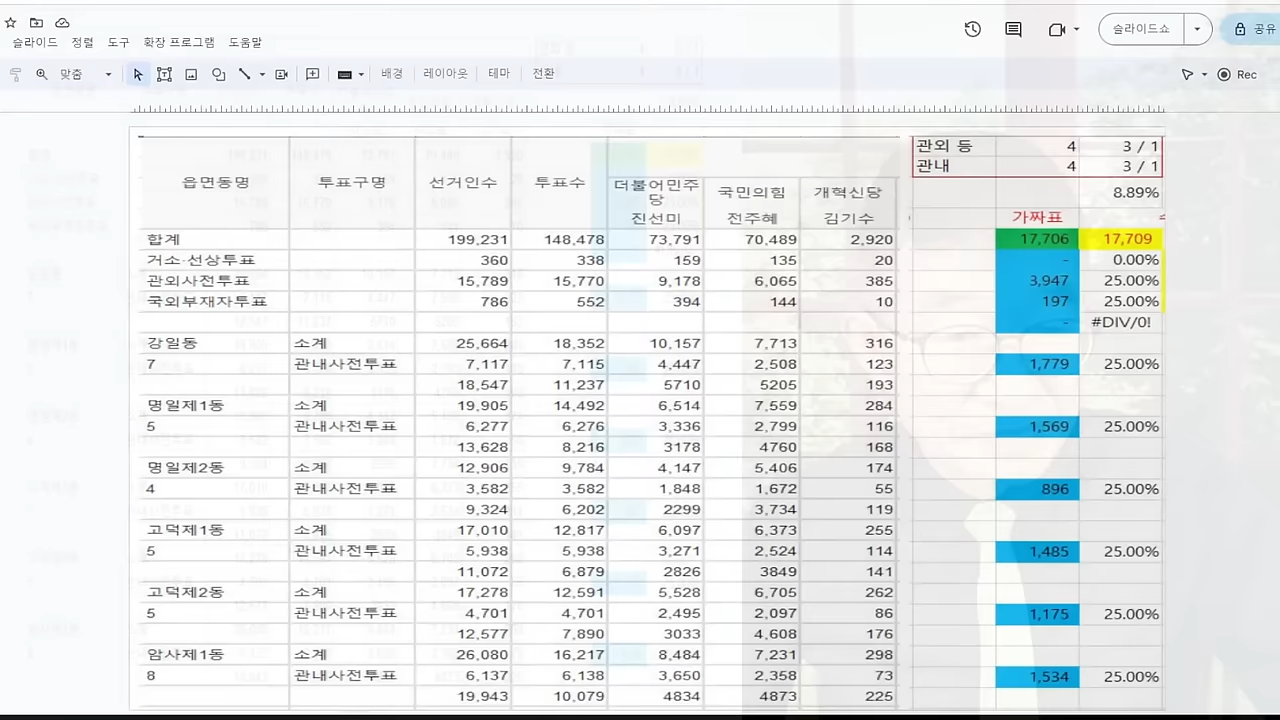 슬라이드 정렬 도구 확장 프로그램 도움말
슬라이드쇼 공유
맞춤 배경 레이아웃 테마 전환 Rec
관외 등 4 3 / 1
관내 4 3 / 1
8.89%
읍면동명 투표구명 선거인수 투표수 더불어민주당 진선미 국민의힘 전주혜 개혁신당 김기수 가짜표
합계 199,231 148,478 73,791 70,489 2,920 17,706 17,709
거소·선상투표 360 338 159 135 20 - 0.00%
관외사전투표 15,789 15,770 9,178 6,065 385 3,947 25.00%
국외부재자투표 786 552 394 144 10 197 25.00%
- #DIV/0!
강일동 소계 25,664 18,352 10,157 7,713 316
7 관내사전투표 7,117 7,115 4,447 2,508 123 1,779 25.00%
18,547 11,237 5710 5205 193
명일제1동 소계 19,905 14,492 6,514 7,559 284
5 관내사전투표 6,277 6,276 3,336 2,799 116 1,569 25.00%
13,628 8,216 3178 4760 168
명일제2동 소계 12,906 9,784 4,147 5,406 174
4 관내사전투표 3,582 3,582 1,848 1,672 55 896 25.00%
9,324 6,202 2299 3,734 119
고덕제1동 소계 17,010 12,817 6,097 6,373 255
5 관내사전투표 5,938 5,938 3,271 2,524 114 1,485 25.00%
11,072 6,879 2826 3849 141
고덕제2동 소계 17,278 12,591 5,528 6,705 262
5 관내사전투표 4,701 4,701 2,495 2,097 86 1,175 25.00%
12,577 7,890 3033 4,608 176
암사제1동 소계 26,080 16,217 8,484 7,231 298
8 관내사전투표 6,137 6,138 3,650 2,358 73 1,534 25.00%
19,943 10,079 4834 4873 225